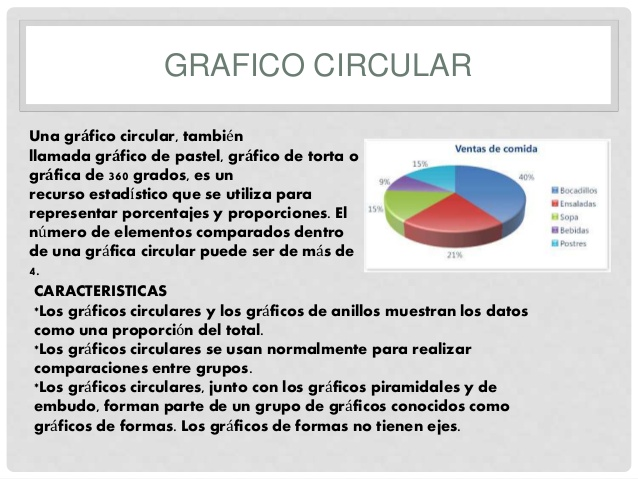 GRAFICO CIRCULAR
Una gráfico circular, también
llamada gráfico de pastel, gráfico de torta o
gráfica de 360 grados, es un
recurso estadístico que se utiliza para
representar porcentajes y proporciones. El
número de elementos comparados dentro
de una gráfica circular puede ser de más de
4.
Ventas de comida
15%
40%
9%
15%
21%
Bocadillos
Ensaladas
Sopa
Bebidas
Postres
CARACTERISTICAS
*Los gráficos circulares y los gráficos de anillos muestran los datos
como una proporción del total.
*Los gráficos circulares se usan normalmente para realizar
comparaciones entre grupos.
*Los gráficos circulares, junto con los gráficos piramidales y de
embudo, forman parte de un grupo de gráficos conocidos como
gráficos de formas. Los gráficos de formas no tienen ejes.